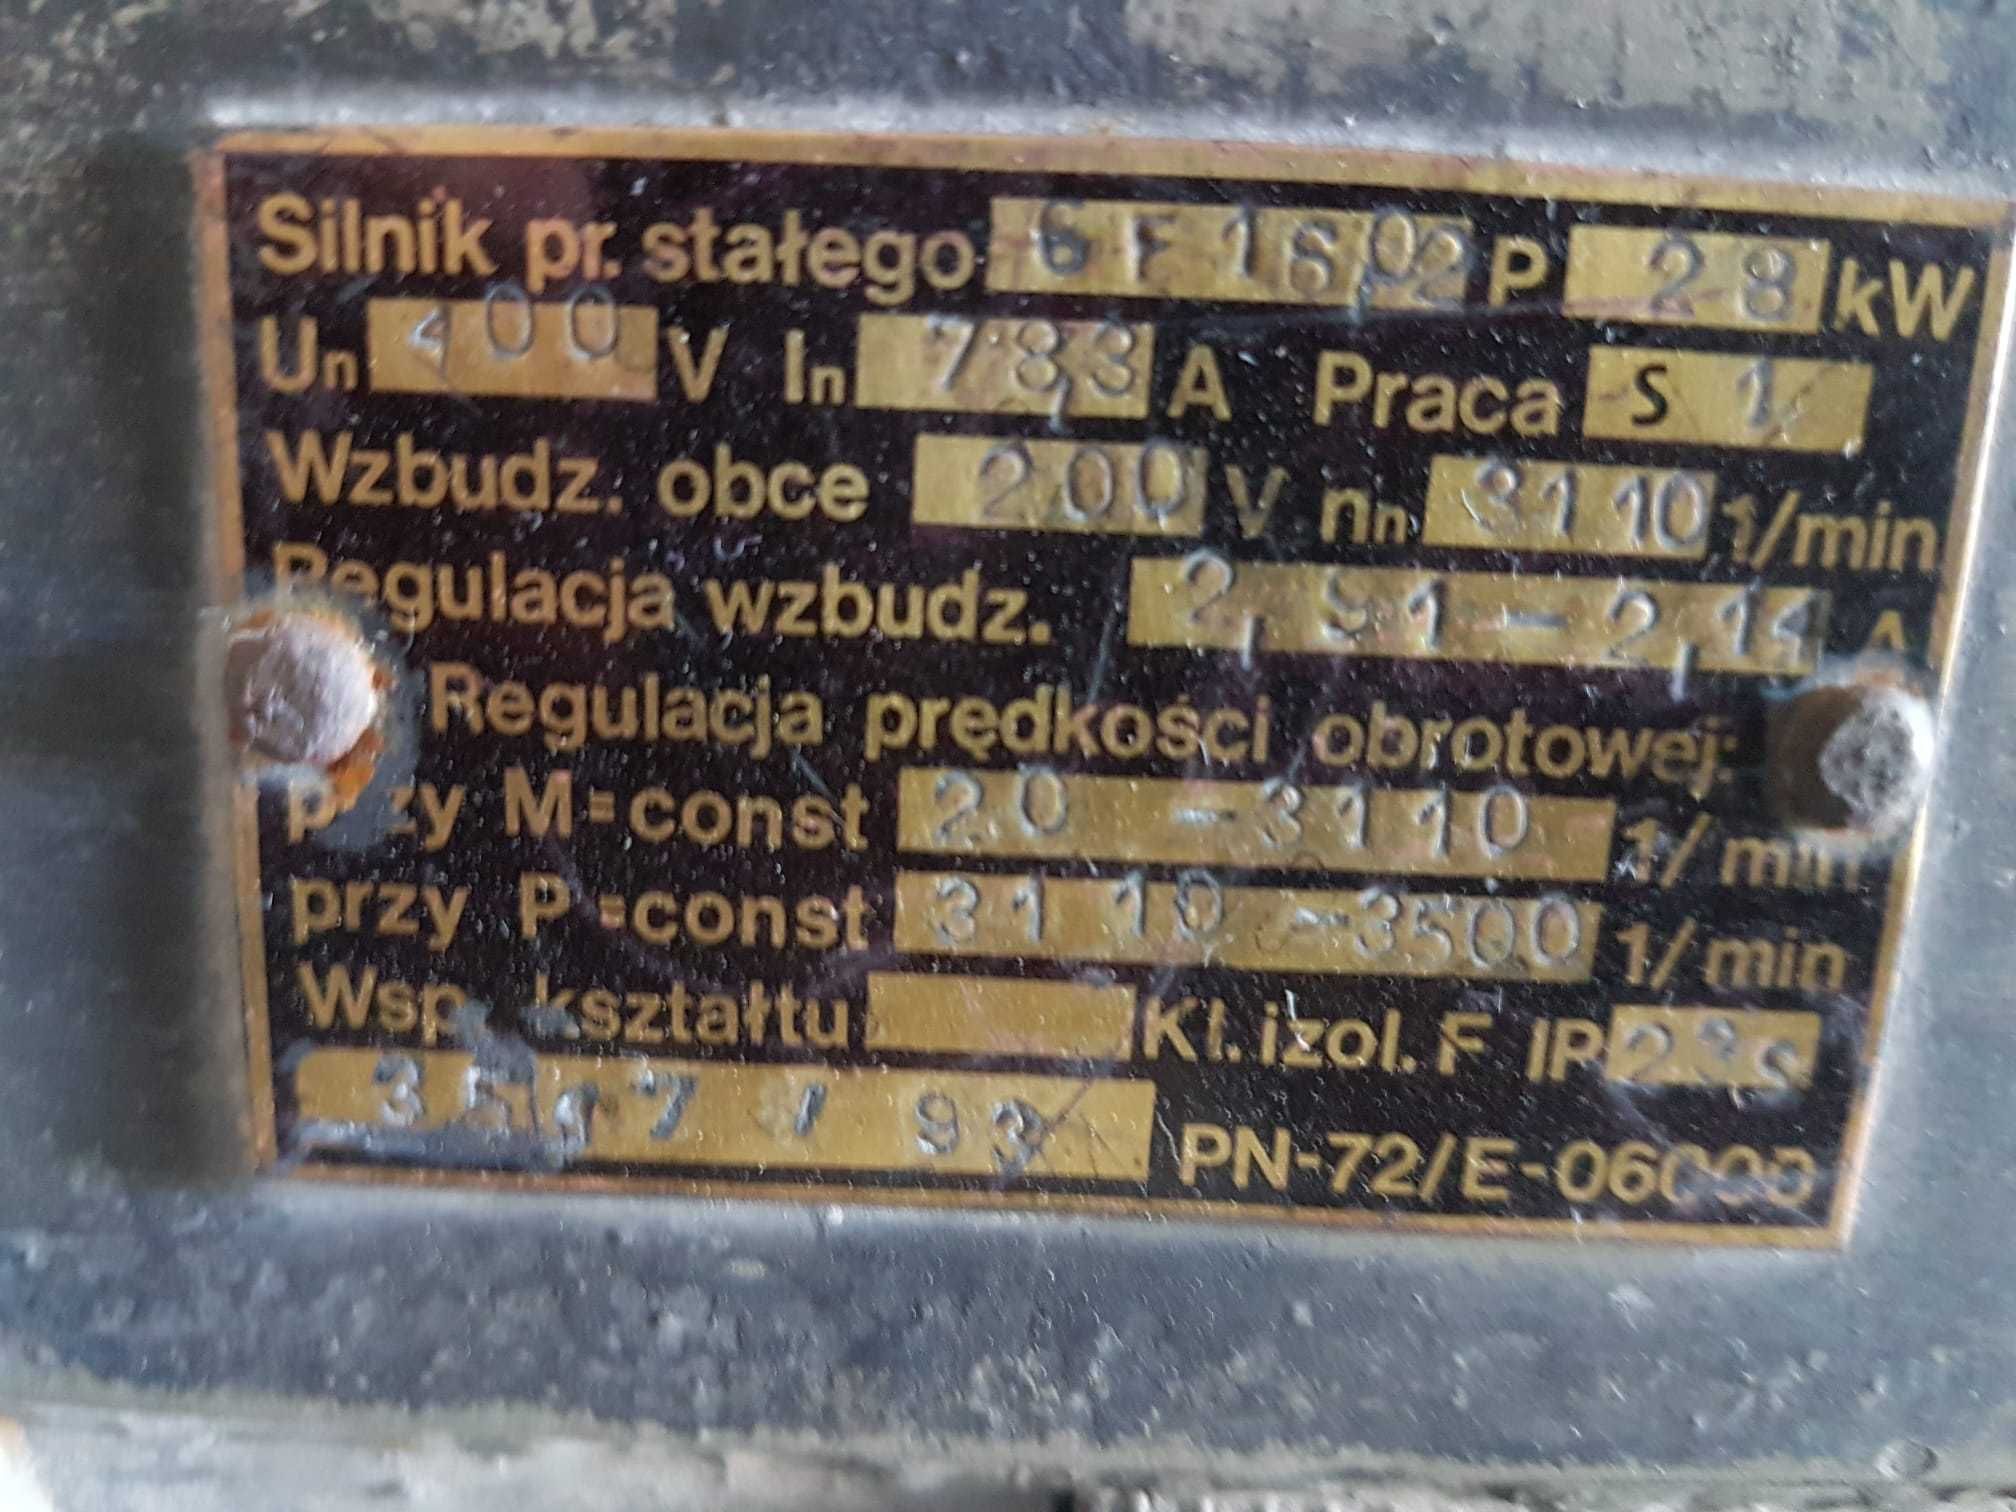 Silnik pr. stałego P 28 kW
Un 400 V In 78,3 A Praca S 1
Wzbudz. obce 200 V nn 3110 1/min
Regulacja wzbudz. A
Regulacja prędkości obrotowej:
przy M=const 20 - 3110 1/min
przy P=const 3110 - 3500 1/min
Wsp. kształtu Kl. izol. F IP
PN-72/E-06000